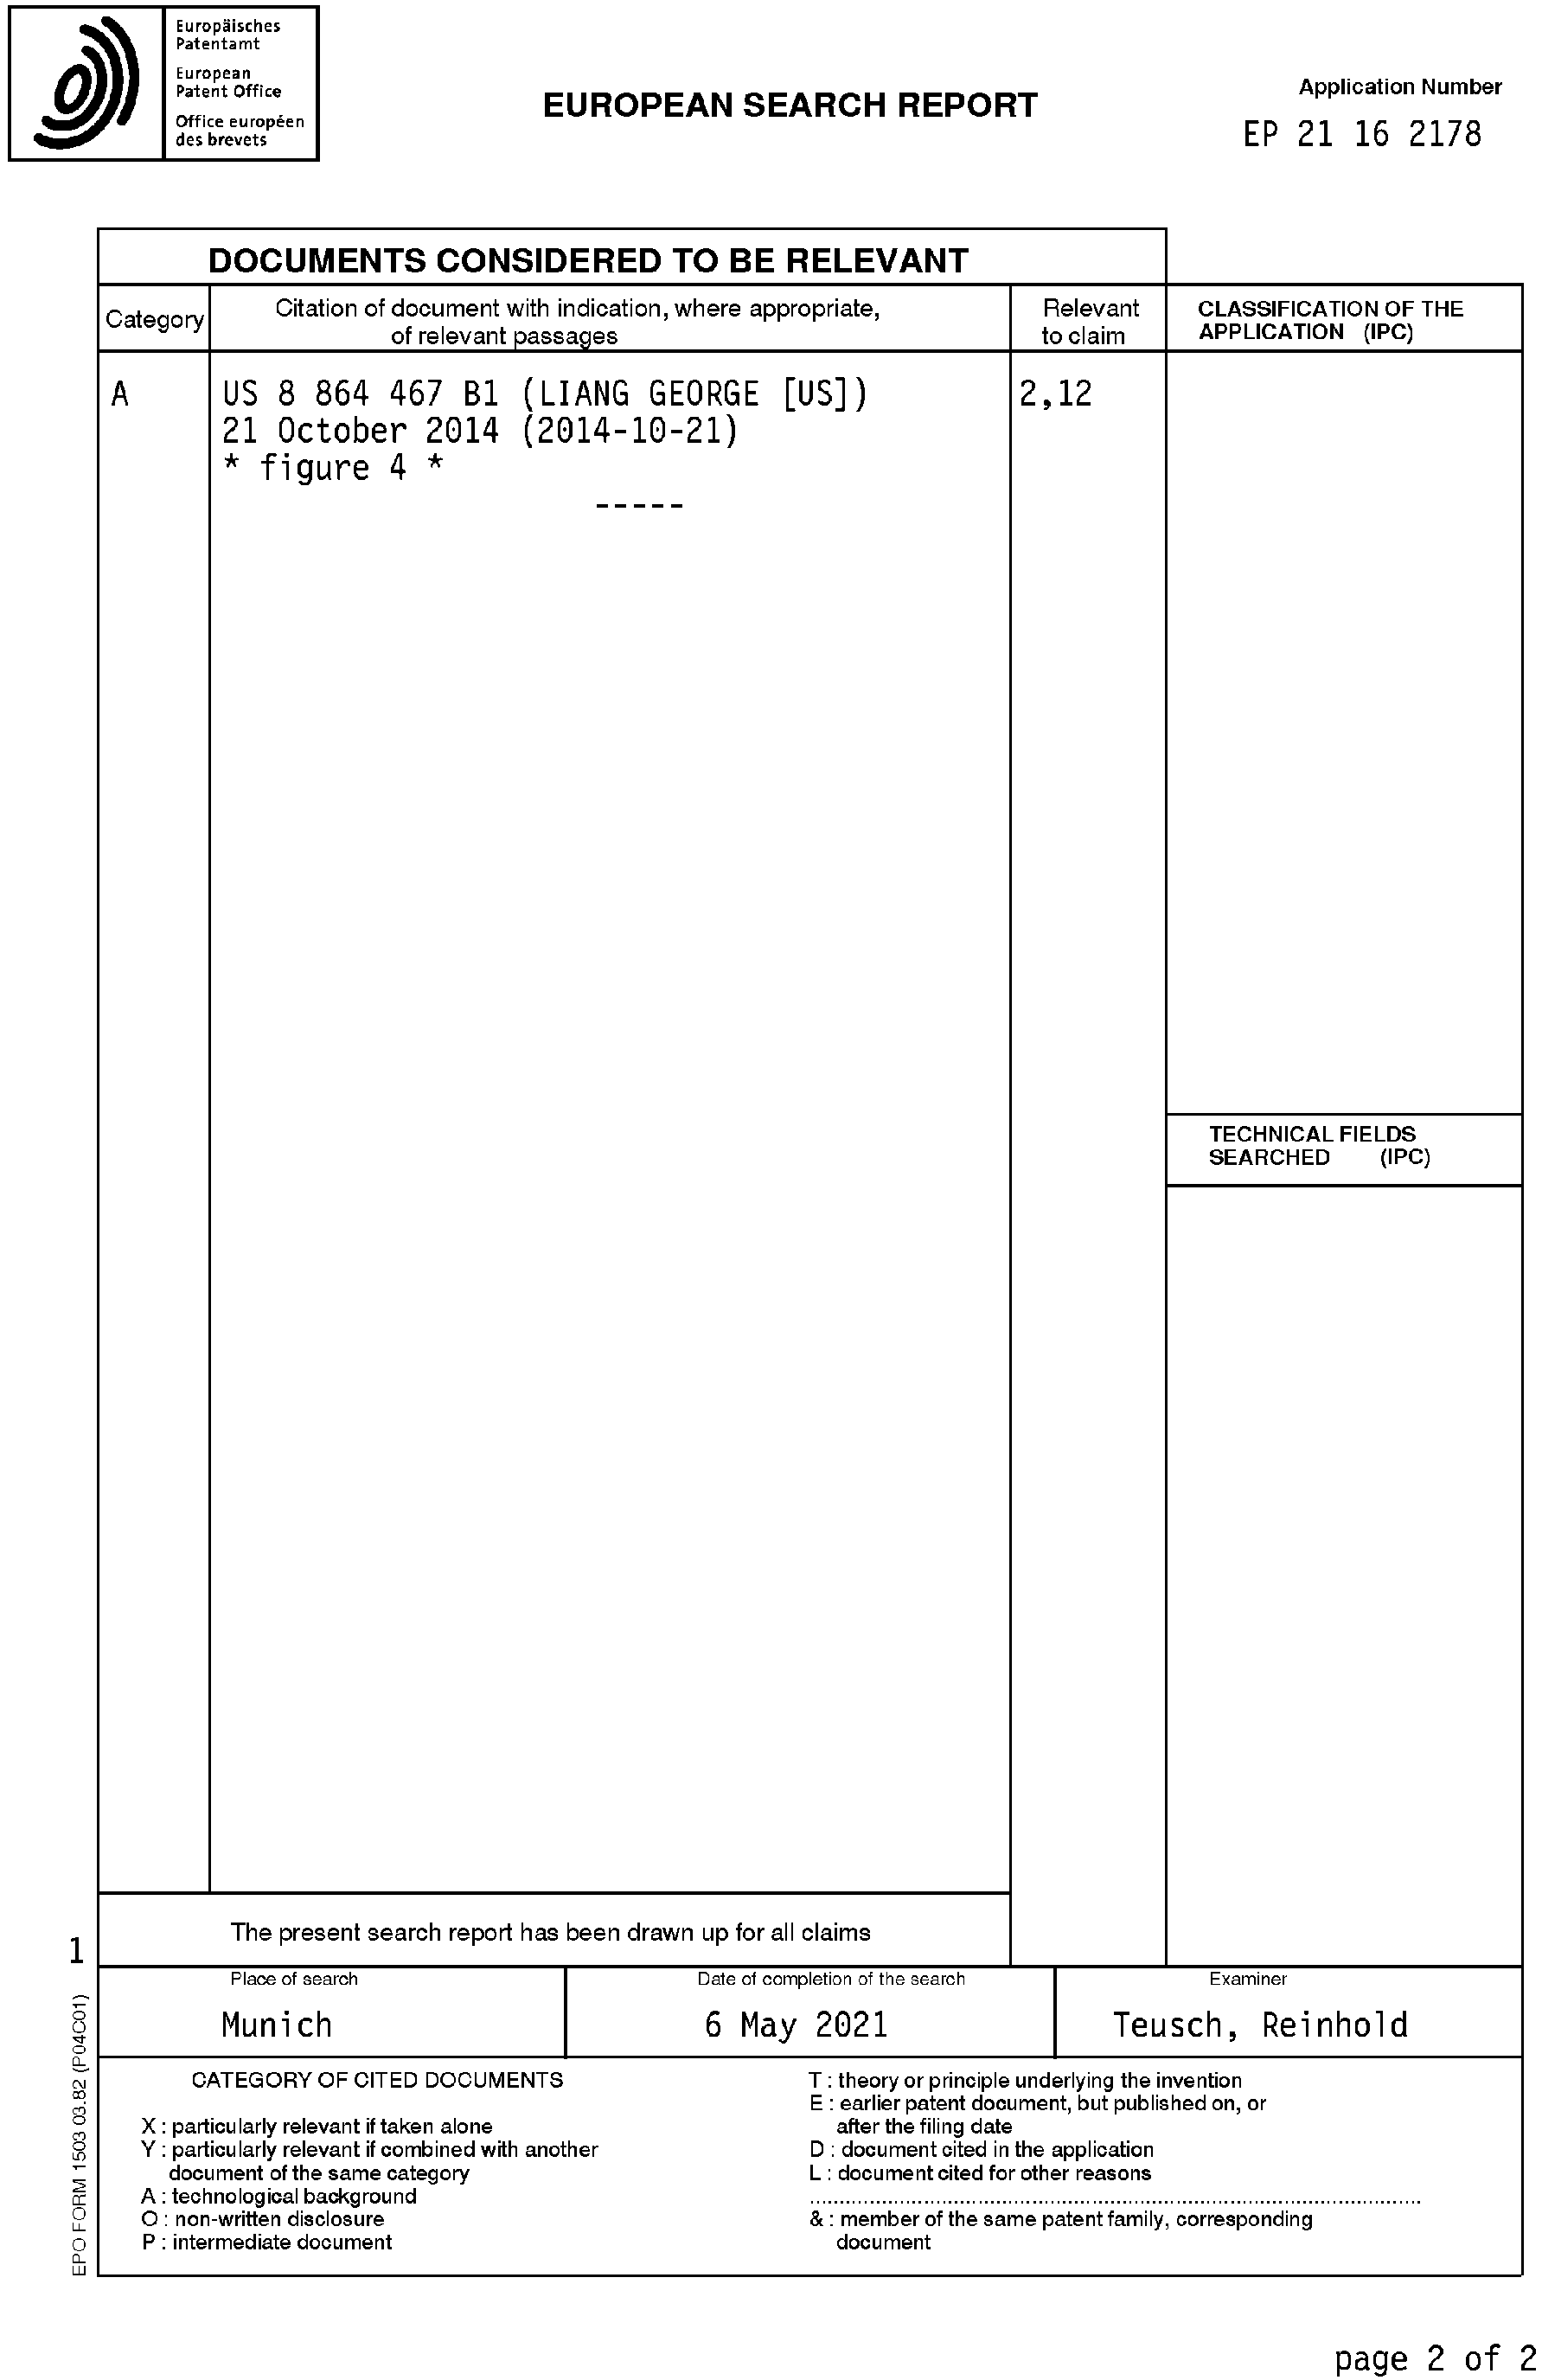 Europäisches
Patentamt
European
Patent Office
Office européen
des brevets
EUROPEAN SEARCH REPORT
Application Number
EP 21 16 2178
DOCUMENTS CONSIDERED TO BE RELEVANT
Category
Citation of document with indication, where appropriate,
of relevant passages
Relevant
to claim
CLASSIFICATION OF THE
APPLICATION (IPC)
A
US 8 864 467 B1 (LIANG GEORGE [US])
21 October 2014 (2014-10-21)
* figure 4 *
-----
2,12
TECHNICAL FIELDS
SEARCHED (IPC)
The present search report has been drawn up for all claims
1
Place of search
Munich
Date of completion of the search
6 May 2021
Examiner
Teusch, Reinhold
CATEGORY OF CITED DOCUMENTS
X : particularly relevant if taken alone
Y : particularly relevant if combined with another
document of the same category
A : technological background
O : non-written disclosure
P : intermediate document
T : theory or principle underlying the invention
E : earlier patent document, but published on, or
after the filing date
D : document cited in the application
L : document cited for other reasons
& : member of the same patent family, corresponding
document
EPO FORM 1503 03.82 (P04C01)
page 2 of 2